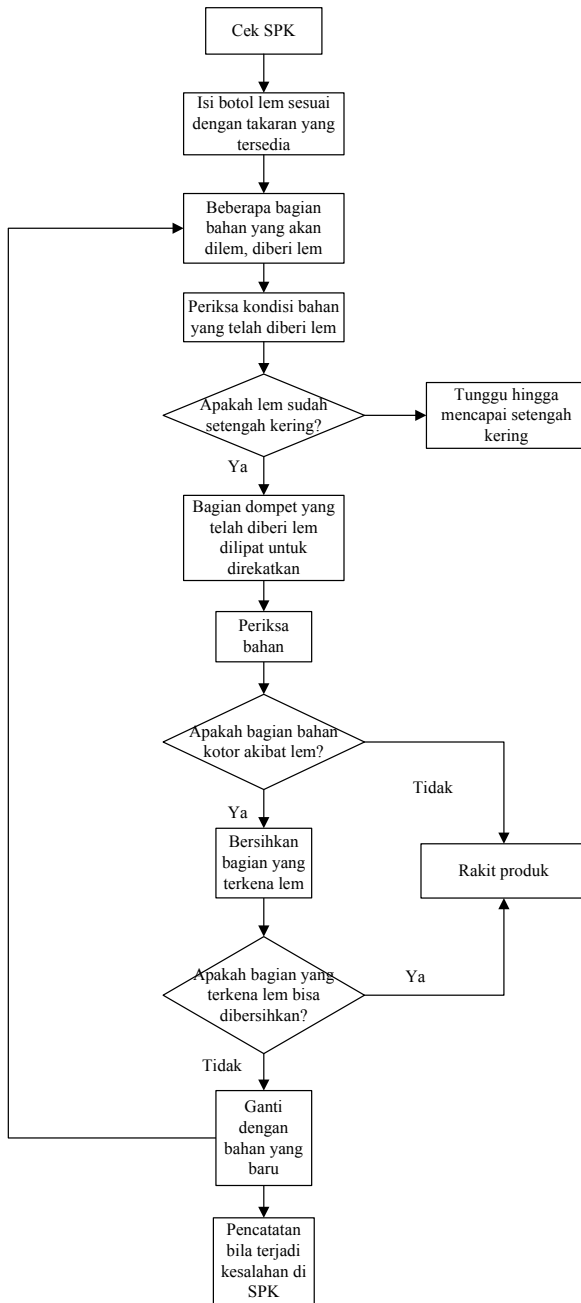 Cek SPK
Isi botol lem sesuai
dengan takaran yang
tersedia
Beberapa bagian
bahan yang akan
dilem, diberi lem
Periksa kondisi bahan
yang telah diberi lem
Apakah lem sudah
setengah kering?
Tunggu hingga
mencapai setengah
kering
Ya
Bagian dompet yang
telah diberi lem
dilipat untuk
direkatkan
Periksa
bahan
Apakah bagian bahan
kotor akibat lem?
Tidak
Ya
Bersihkan
bagian yang
terkena lem
Rakit produk
Apakah bagian yang
terkena lem bisa
dibersihkan?
Ya
Tidak
Ganti
dengan
bahan yang
baru
Pencatatan
bila terjadi
kesalahan di
SPK